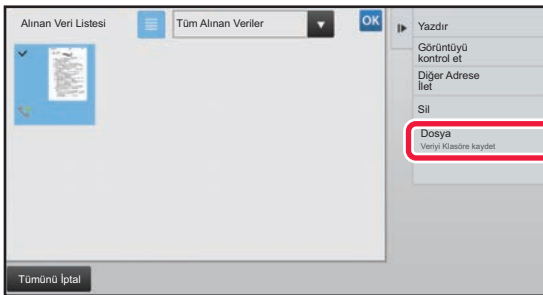 Alınan Veri Listesi
Tüm Alınan Veriler
OK
Yazdır
Görüntüyü
kontrol et
Diğer Adrese
İlet
Sil
Dosya
Veriyi Klasöre kaydet
Tümünü İptal